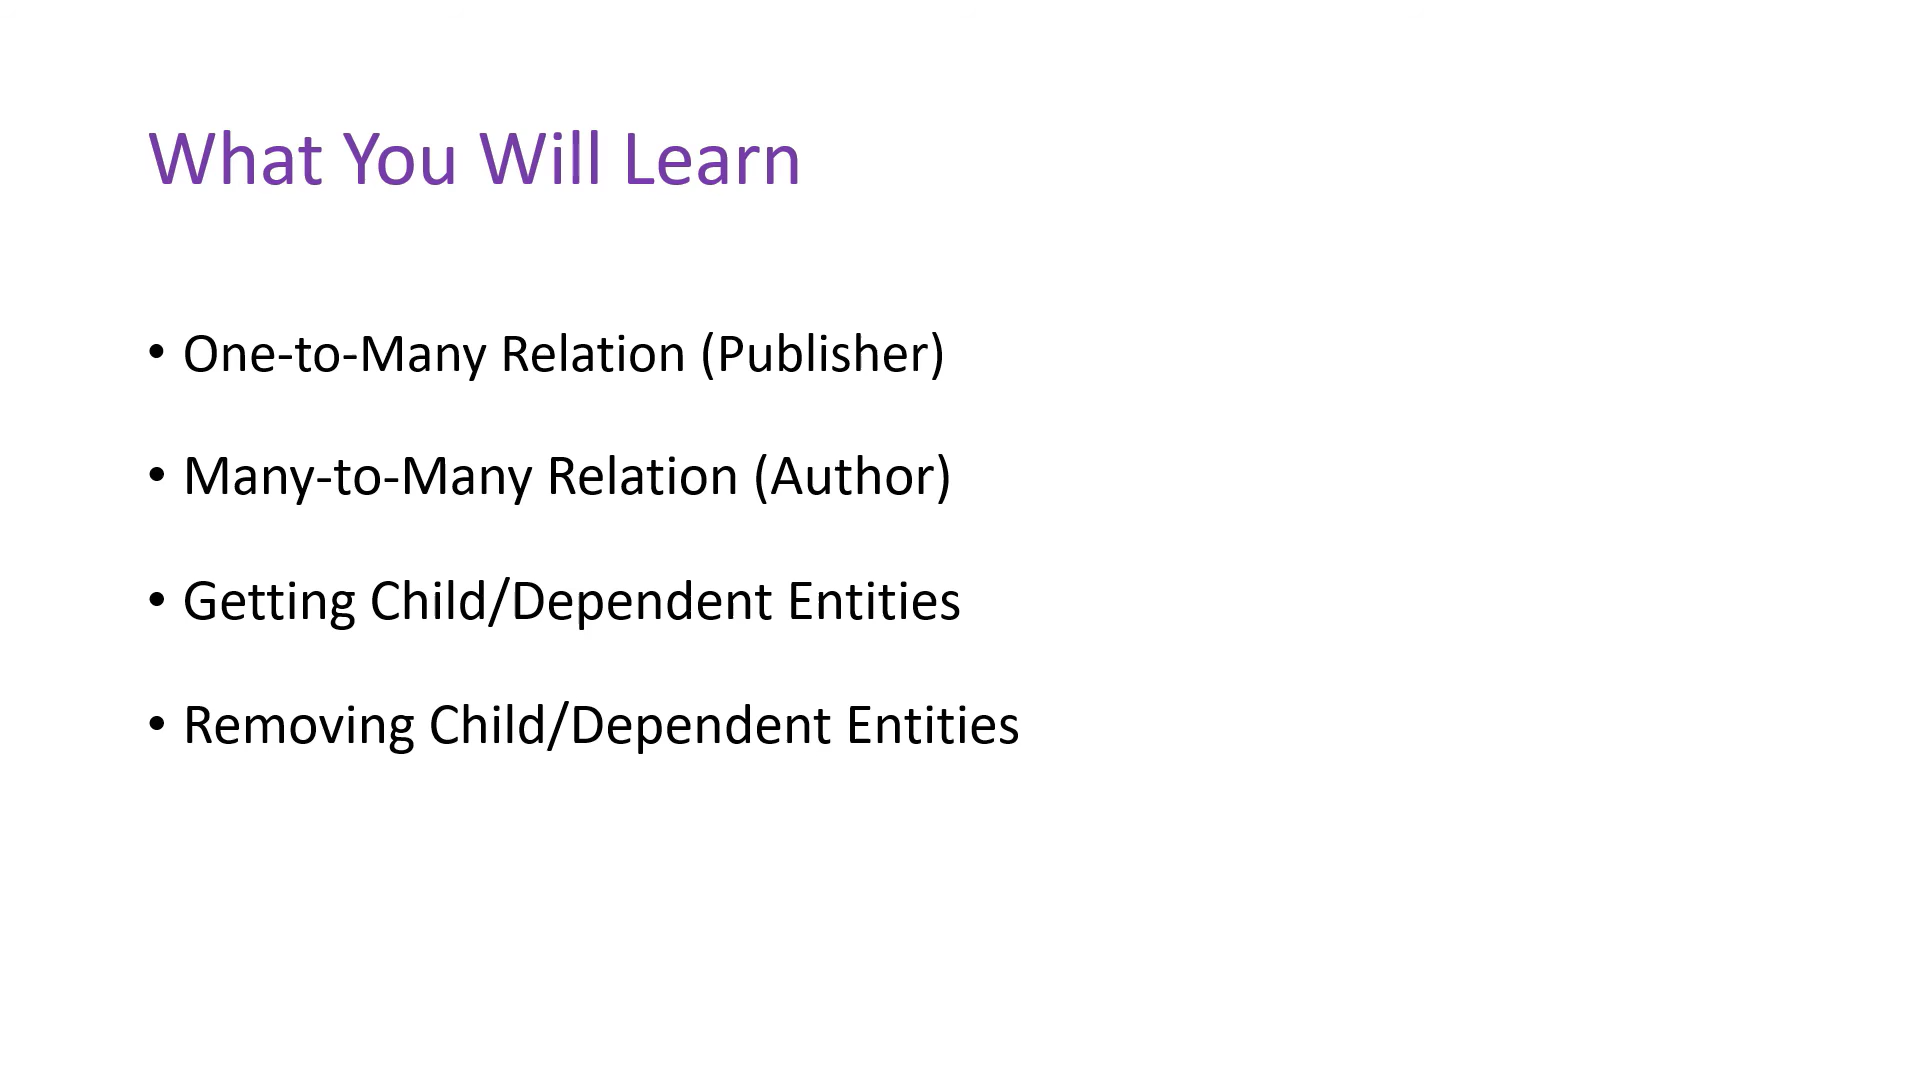 What You Will Learn
• One-to-Many Relation (Publisher)
• Many-to-Many Relation (Author)
• Getting Child/Dependent Entities
• Removing Child/Dependent Entities